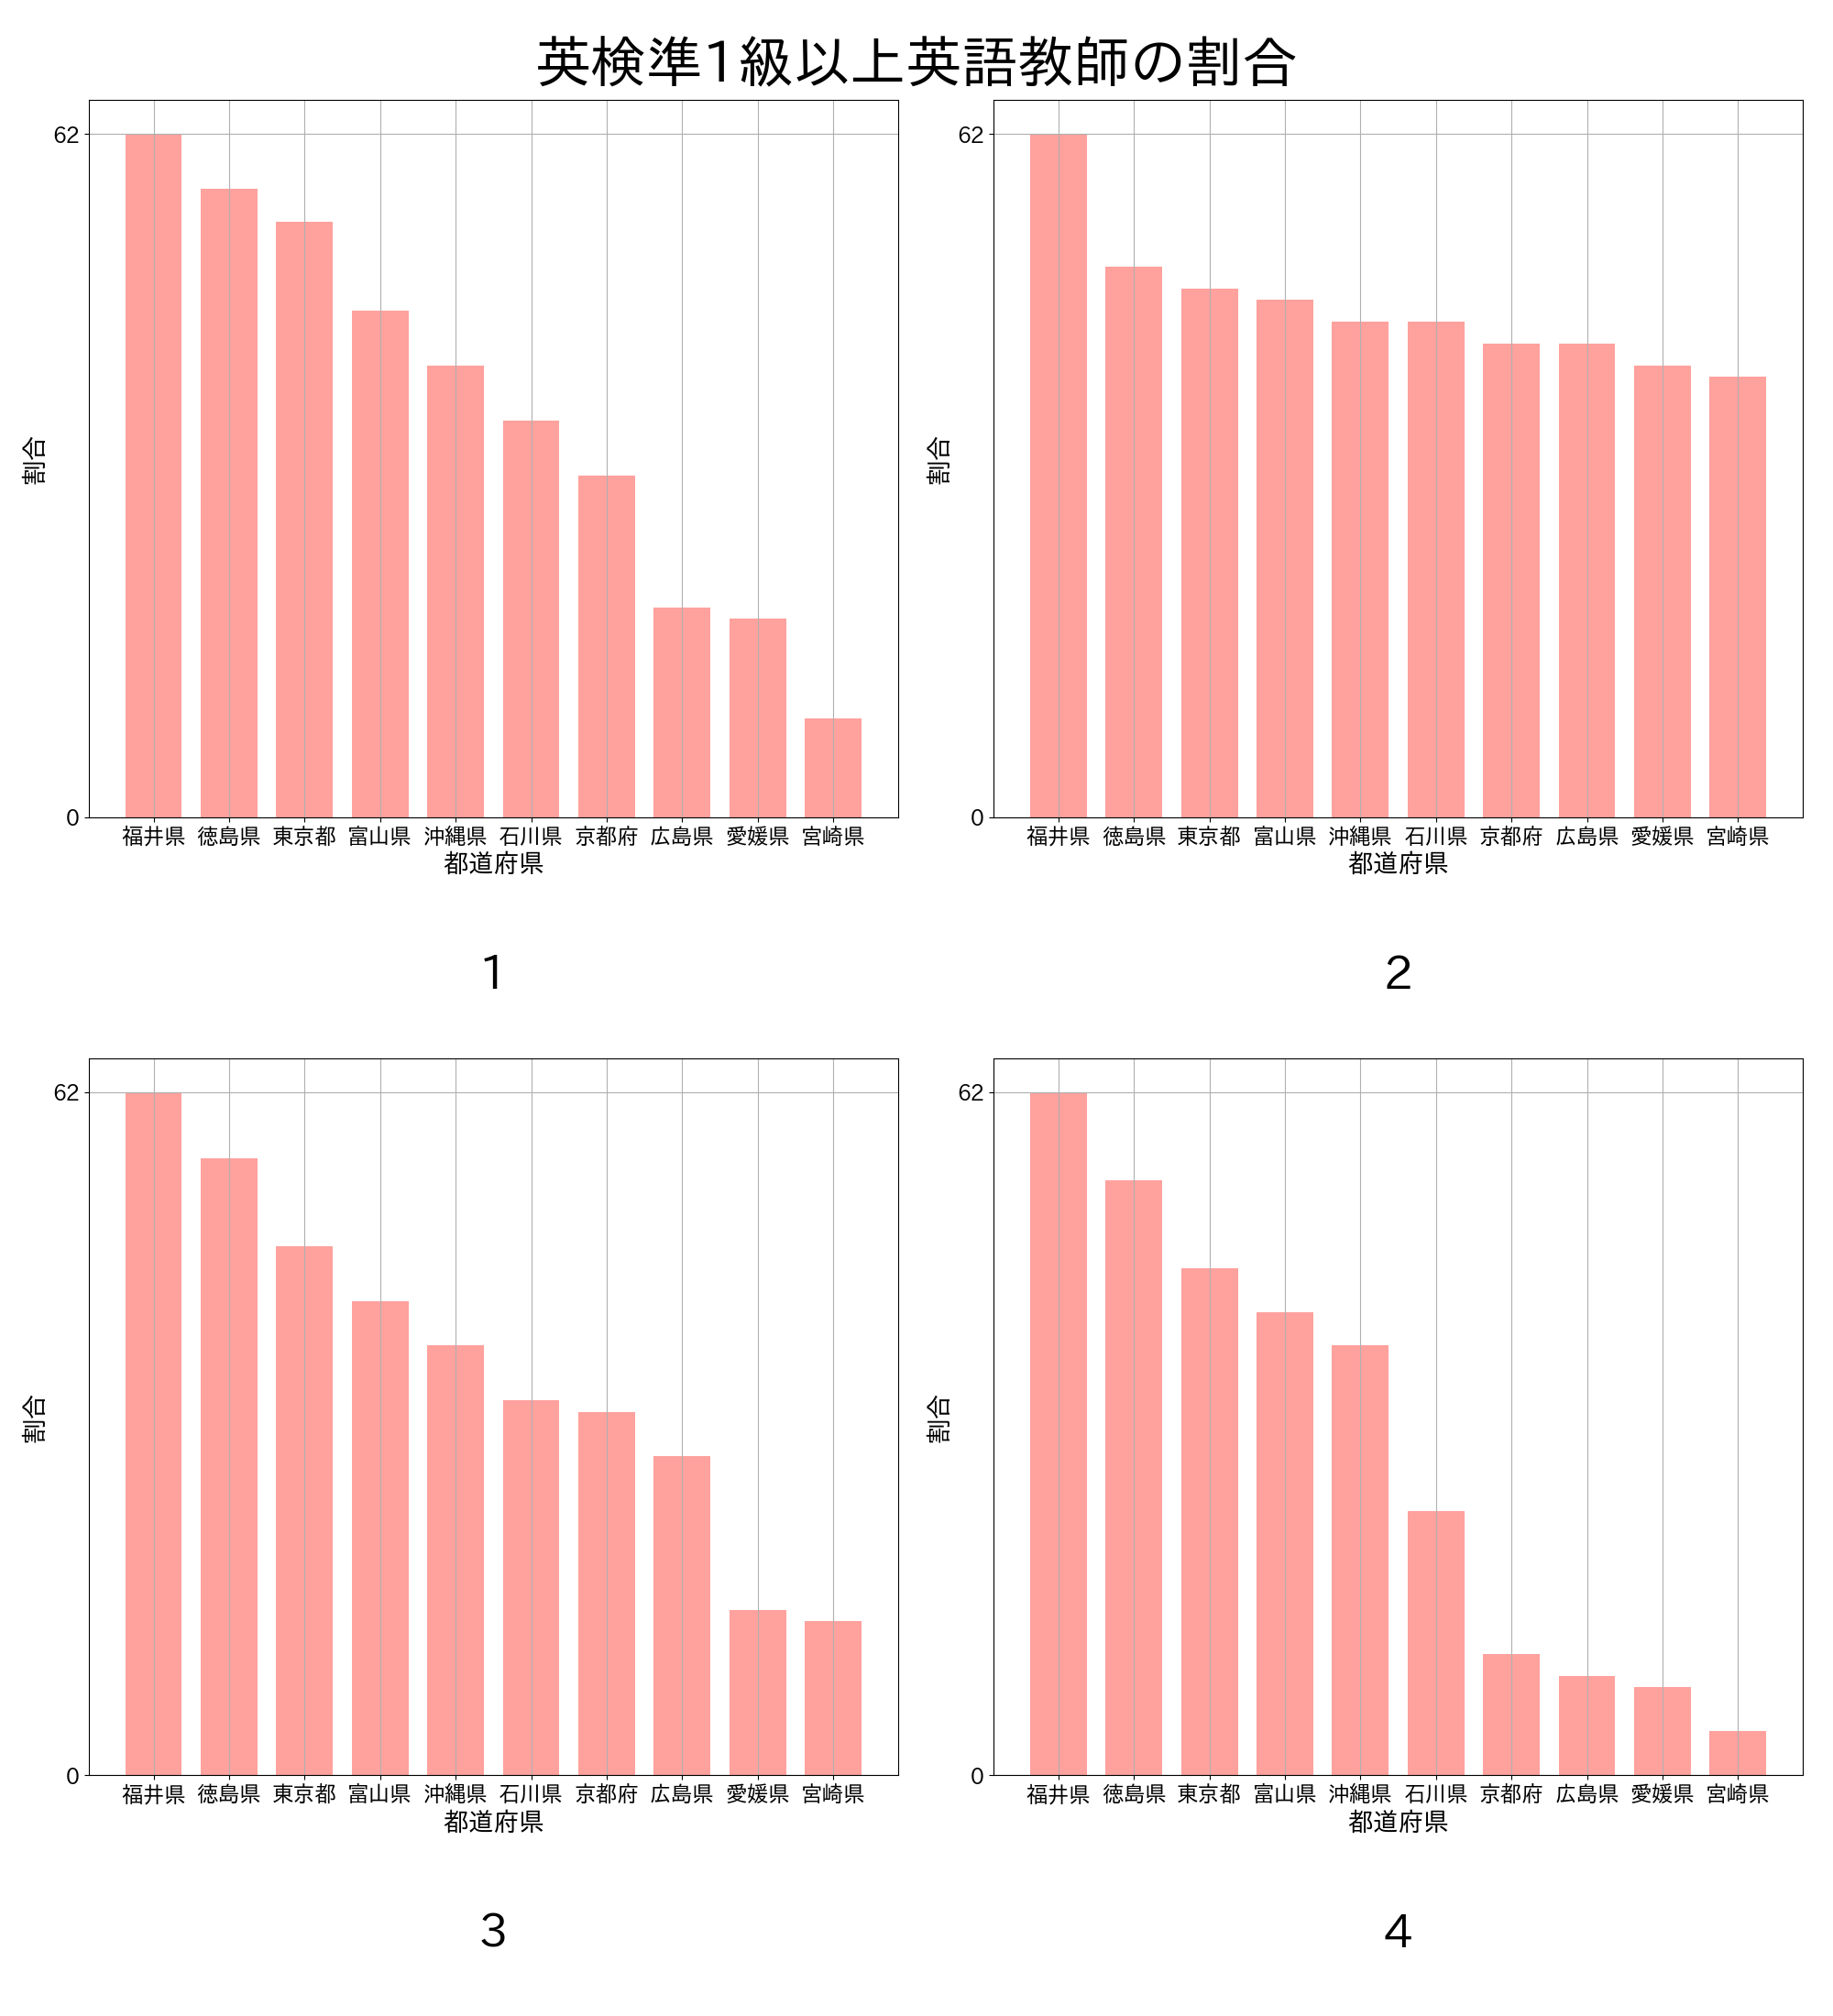 英検準1級以上英語教師の割合
62
0
割合
福井県 徳島県 東京都 富山県 沖縄県 石川県 京都府 広島県 愛媛県 宮崎県
都道府県
1
62
0
割合
福井県 徳島県 東京都 富山県 沖縄県 石川県 京都府 広島県 愛媛県 宮崎県
都道府県
2
62
0
割合
福井県 徳島県 東京都 富山県 沖縄県 石川県 京都府 広島県 愛媛県 宮崎県
都道府県
3
62
0
割合
福井県 徳島県 東京都 富山県 沖縄県 石川県 京都府 広島県 愛媛県 宮崎県
都道府県
4